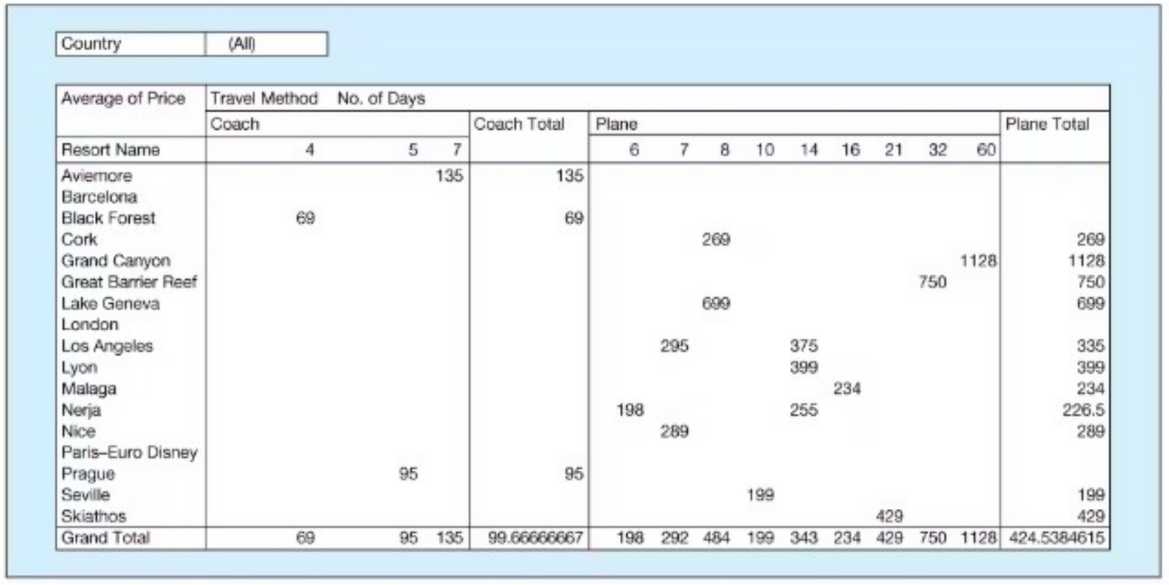 Country (All)
Average of Price Travel Method No. of Days
Coach Coach Total Plane Plane Total
Resort Name 4 5 7 6 7 8 10 14 16 21 32 60
Aviemore 135 135
Barcelona
Black Forest 69 69
Cork 269 269
Grand Canyon 1128 1128
Great Barrier Reef 750 750
Lake Geneva 699 699
London
Los Angeles 295 375 335
Lyon 399 399
Malaga 234 234
Nerja 198 255 226.5
Nice 289 289
Paris–Euro Disney
Prague 95 95
Seville 199 199
Skiathos 429 429
Grand Total 69 95 135 99.66666667 198 292 484 199 343 234 429 750 1128 424.5384615